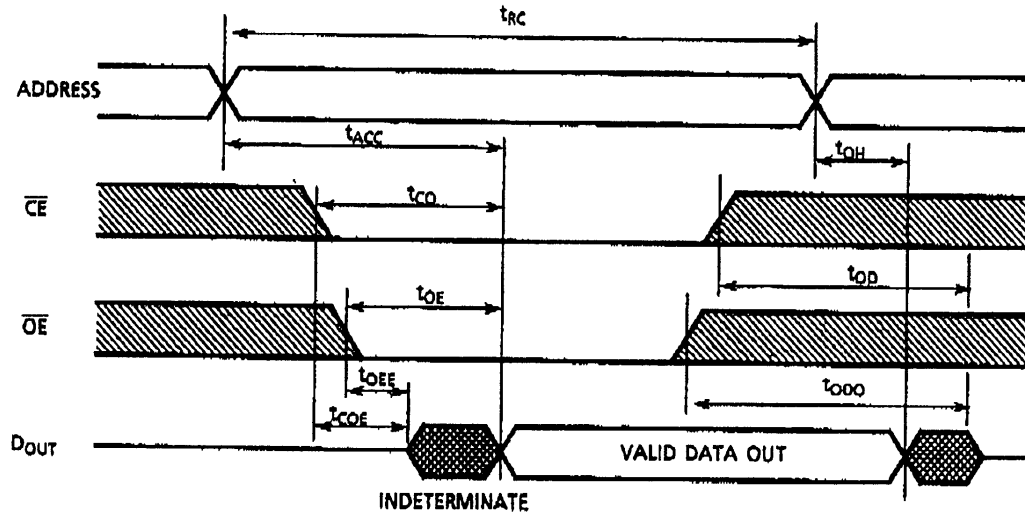 tRC
ADDRESS
tACC
tOH
CE
tCO
tOD
OE
tOE
tOEE
tODO
tCOE
DOUT
VALID DATA OUT
INDETERMINATE